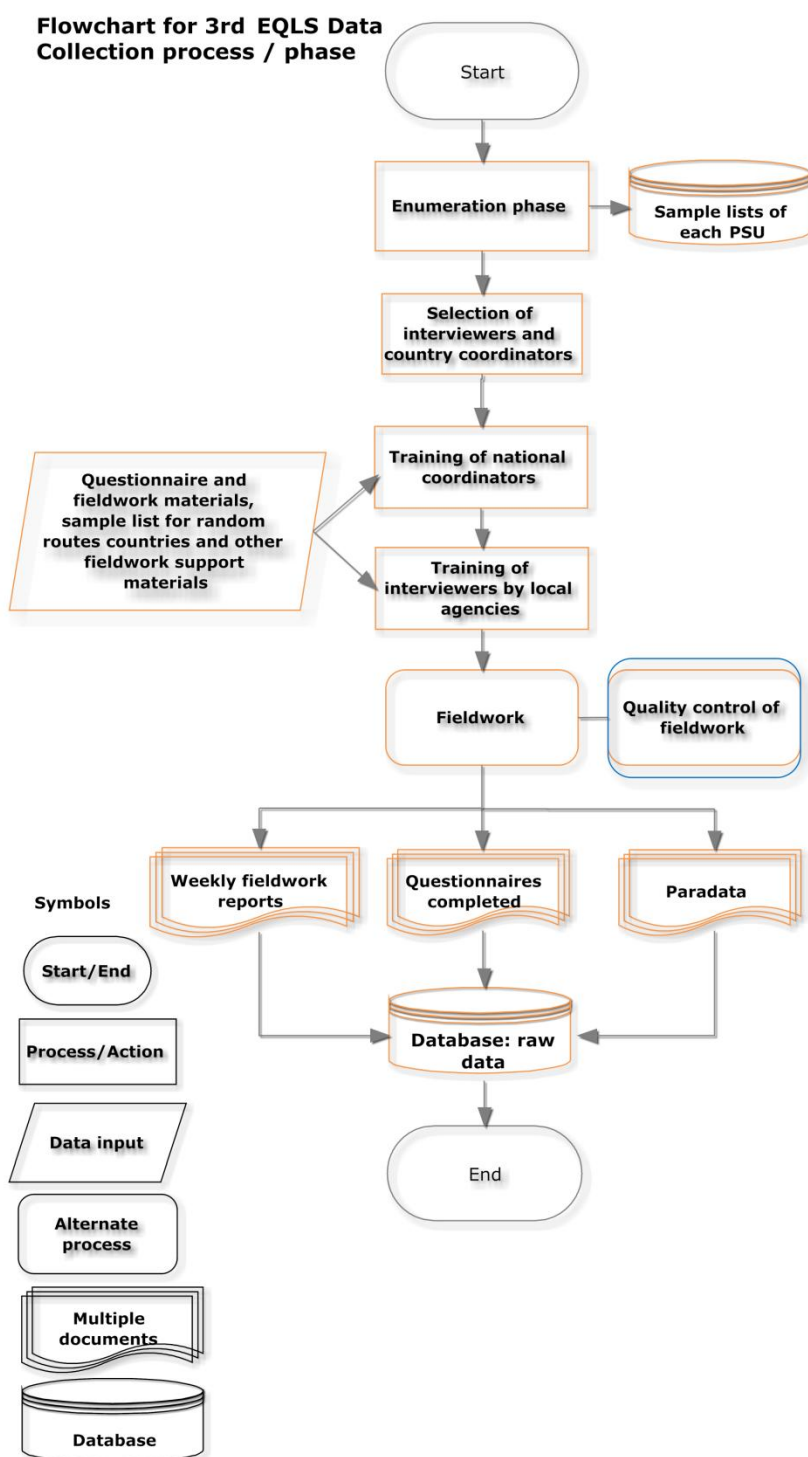 Flowchart for 3rd EQLS Data
Collection process / phase
Start
Enumeration phase
Sample lists of
each PSU
Selection of
interviewers and
country coordinators
Training of national
coordinators
Questionnaire and
fieldwork materials,
sample list for random
routes countries and other
fieldwork support
materials
Training of
interviewers by local
agencies
Fieldwork
Quality control of
fieldwork
Weekly fieldwork
reports
Questionnaires
completed
Paradata
Database: raw
data
End
Symbols
Start/End
Process/Action
Data input
Alternate
process
Multiple
documents
Database